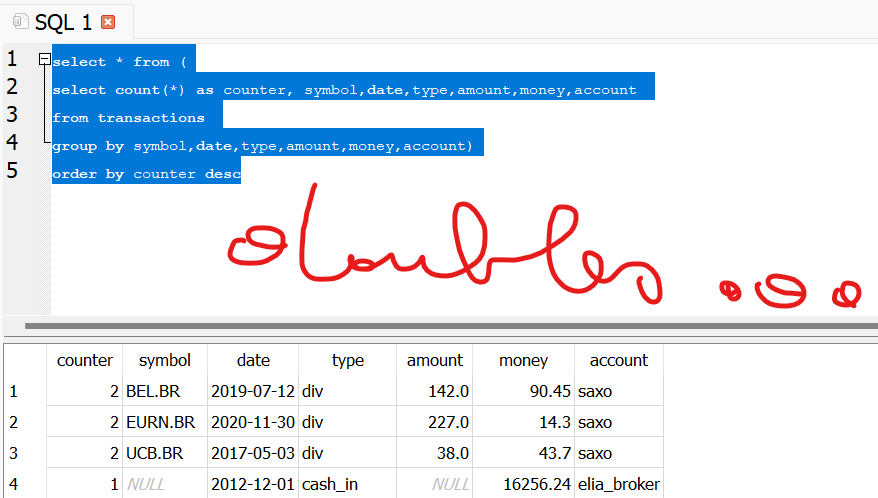 SQL 1
1 select * from (
2 select count(*) as counter, symbol,date,type,amount,money,account
3 from transactions
4 group by symbol,date,type,amount,money,account)
5 order by counter desc
doubles ...
counter symbol date type amount money account
1 2 BEL.BR 2019-07-12 div 142.0 90.45 saxo
2 2 EURN.BR 2020-11-30 div 227.0 14.3 saxo
3 2 UCB.BR 2017-05-03 div 38.0 43.7 saxo
4 1 NULL 2012-12-01 cash_in NULL 16256.24 elia_broker